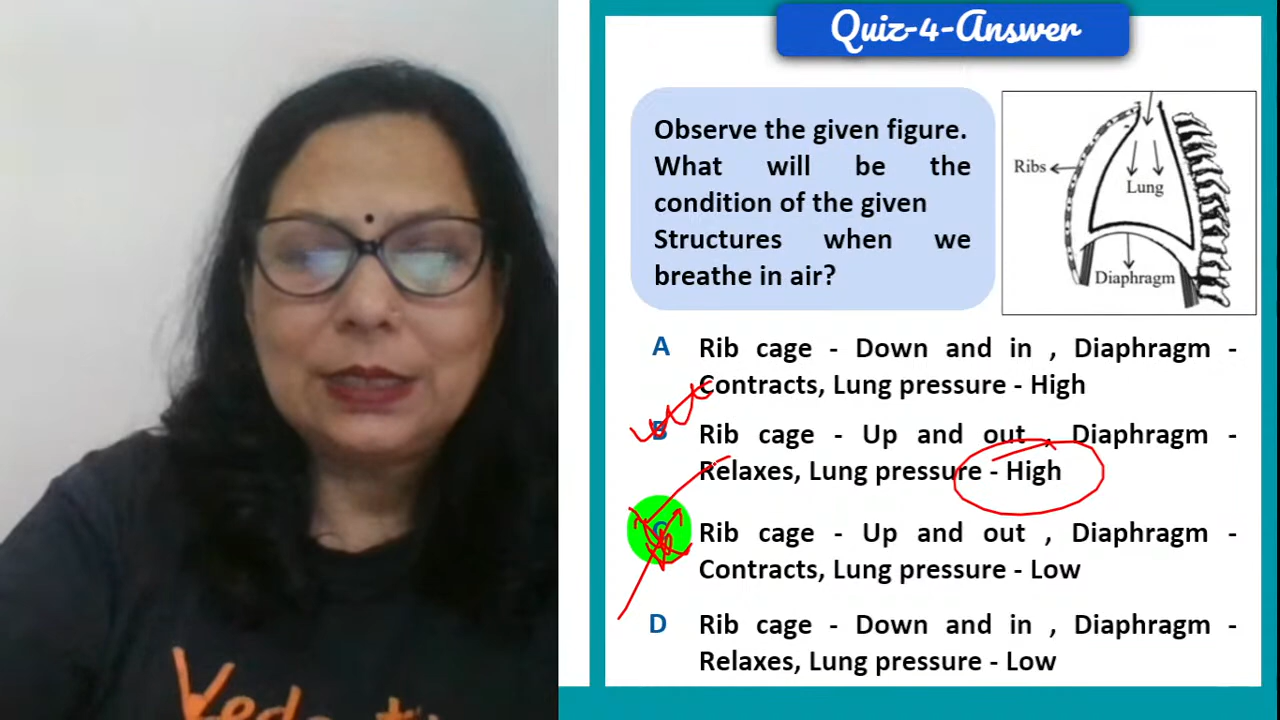 Quiz-4-Answer
Observe the given figure.
What will be the
condition of the given
Structures when we
breathe in air?
Ribs
Lung
Diaphragm
A Rib cage - Down and in , Diaphragm -
Contracts, Lung pressure - High
B Rib cage - Up and out , Diaphragm -
Relaxes, Lung pressure - High
C Rib cage - Up and out , Diaphragm -
Contracts, Lung pressure - Low
D Rib cage - Down and in , Diaphragm -
Relaxes, Lung pressure - Low